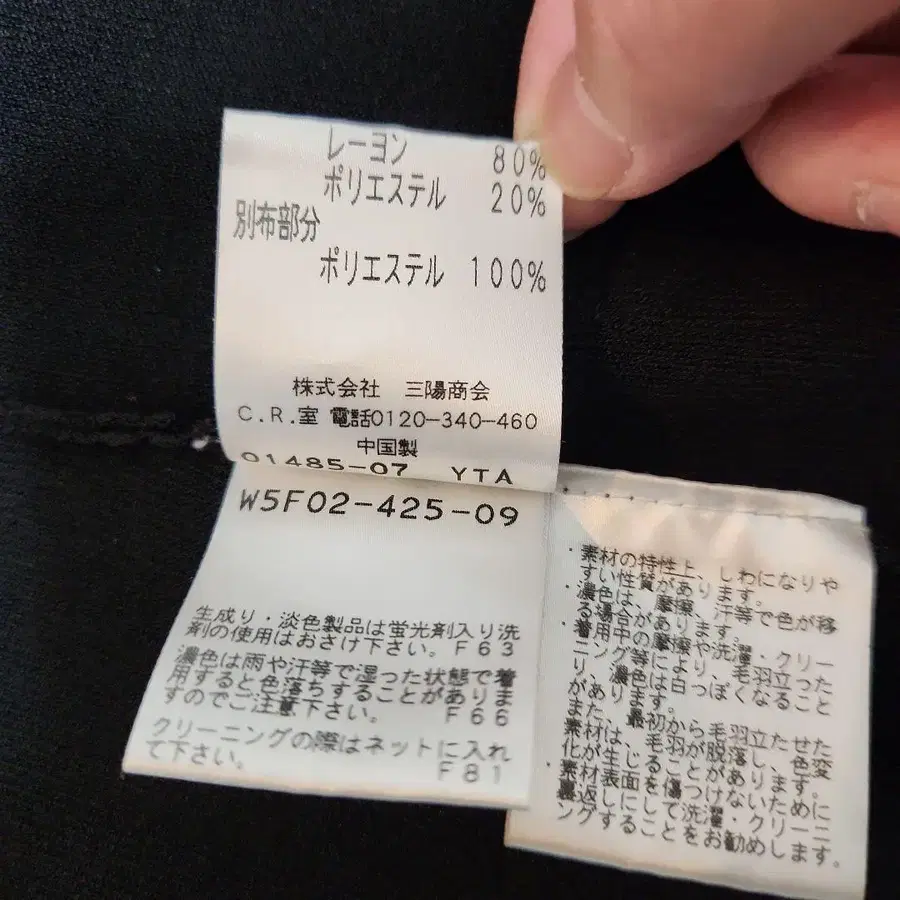 レーヨン 80%
ポリエステル 20%
別布部分
ポリエステル 100%
株式会社 三陽商会
C.R.室 電話0120-340-460
中国製
01485-07 YTA
W5F02-425-09
生成り・淡色製品は蛍光剤入り洗
剤の使用はおさけ下さい。 F63
濃色は雨や汗等で湿った状態で着
用すると色落ちすることがありま
すのでご注意下さい。 F66
クリーニングの際はネットに入れ
て下さい。 F81
・素材の特性上、しわになりや
すい性質があります。
・濃色は、摩擦、汗等で色が移
る場合があります。
・着用中の摩擦や洗濯・クリー
ニング等により、毛羽立った
り、濃色は白っぽくなること
があります。
また、最初から毛羽立たせた
素材は、毛羽が脱落し、色変
化が生じることがあります。
・素材表面を傷つけないために
裏返しにして洗濯・クリーニ
ングすることをお勧めします。